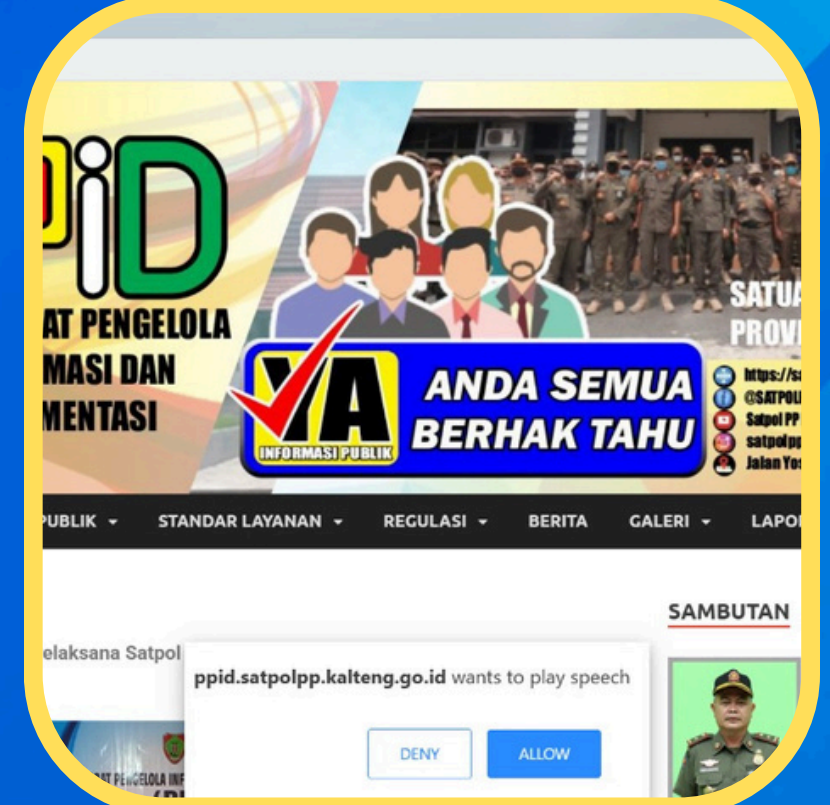 PiD
AT PENGELOLA
MASI DAN
MENTASI
YA
INFORMASI PUBLIK
ANDA SEMUA
BERHAK TAHU
SATUA
PROVI
https://sa
@SATPOL
Satpol PP
satpolpp
Jalan Yos
PUBLIK
STANDAR LAYANAN
REGULASI
BERITA
GALERI
LAPO
SAMBUTAN
elaksana Satpol
ppid.satpolpp.kalteng.go.id wants to play speech
DENY
ALLOW
AT PENGELOLA INF